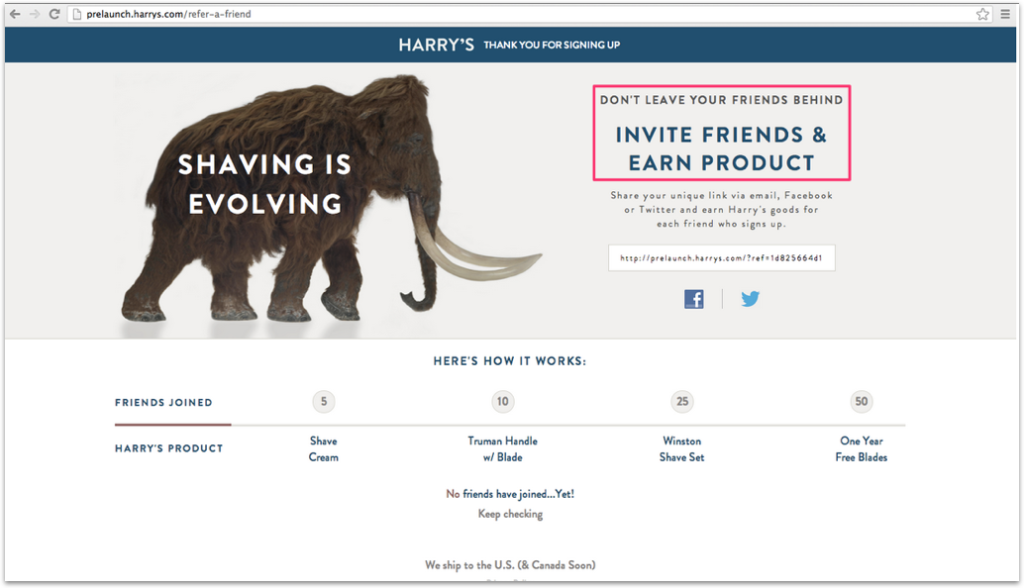 prelaunch.harrys.com/refer-a-friend
HARRY'S THANK YOU FOR SIGNING UP
SHAVING IS
EVOLVING
DON'T LEAVE YOUR FRIENDS BEHIND
INVITE FRIENDS &
EARN PRODUCT
Share your unique link via email, Facebook
or Twitter and earn Harry's goods for
each friend who signs up.
http://prelaunch.harrys.com/?ref=1d825664d1
HERE'S HOW IT WORKS:
FRIENDS JOINED 5 10 25 50
HARRY'S PRODUCT
Shave
Cream
Truman Handle
w/ Blade
Winston
Shave Set
One Year
Free Blades
No friends have joined...Yet!
Keep checking
We ship to the U.S. (& Canada Soon)